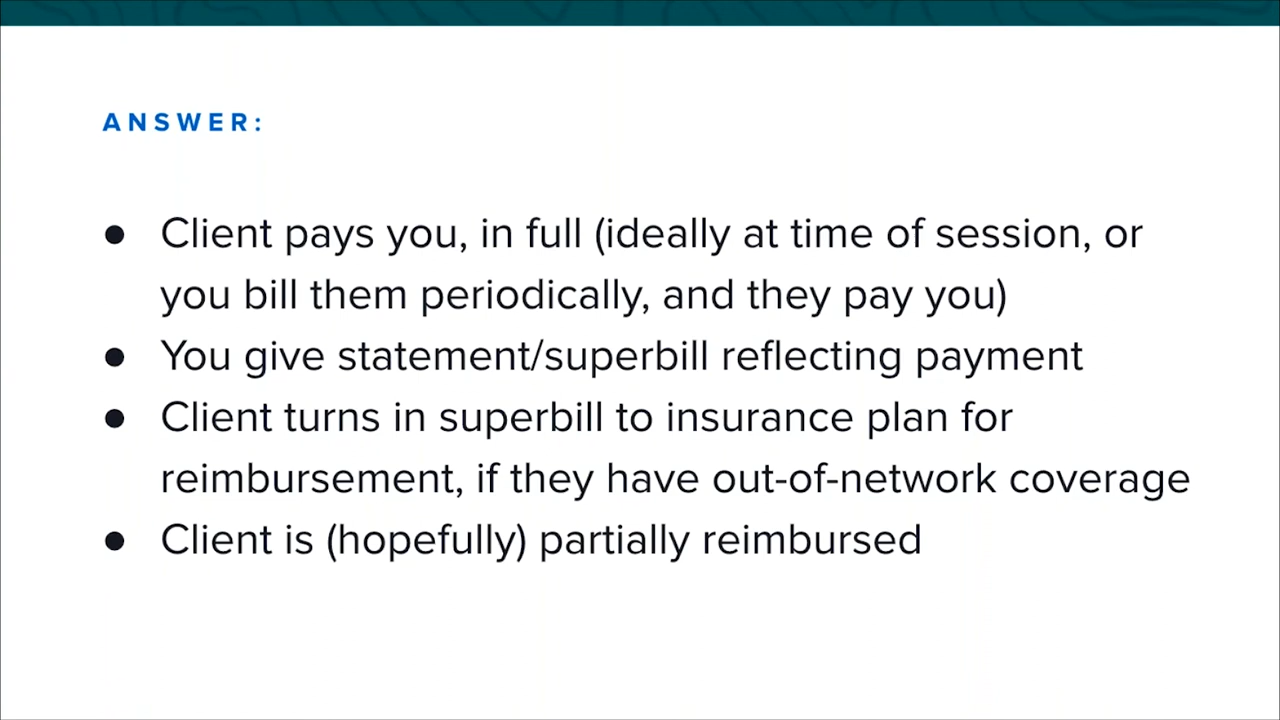 ANSWER:
● Client pays you, in full (ideally at time of session, or
you bill them periodically, and they pay you)
● You give statement/superbill reflecting payment
● Client turns in superbill to insurance plan for
reimbursement, if they have out-of-network coverage
● Client is (hopefully) partially reimbursed